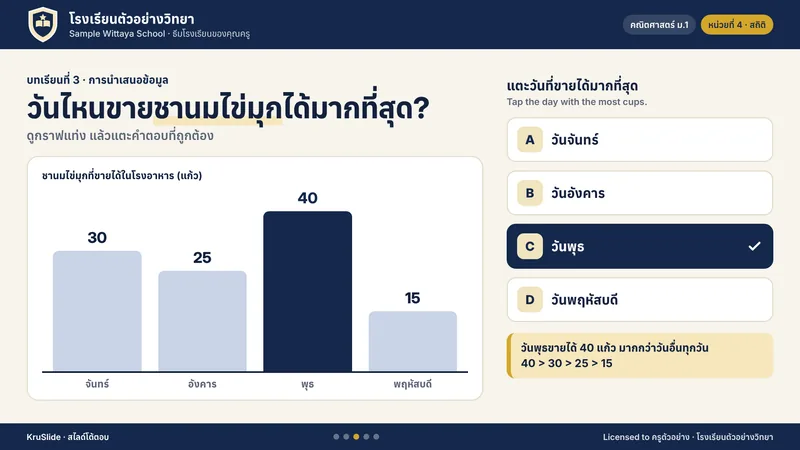 โรงเรียนตัวอย่างวิทยา
Sample Wittaya School · ธีมโรงเรียนของคุณครู
คณิตศาสตร์ ม.1
หน่วยที่ 4 · สถิติ
บทเรียนที่ 3 · การนำเสนอข้อมูล
วันไหนขายชานมไข่มุกได้มากที่สุด?
ดูกราฟแท่ง แล้วแตะคำตอบที่ถูกต้อง
ชานมไข่มุกที่ขายได้ในโรงอาหาร (แก้ว)
30
25
40
15
จันทร์
อังคาร
พุธ
พฤหัสบดี
แตะวันที่ขายได้มากที่สุด
Tap the day with the most cups.
A วันจันทร์
B วันอังคาร
C วันพุธ
D วันพฤหัสบดี
วันพุธขายได้ 40 แก้ว มากกว่าวันอื่นทุกวัน
40 > 30 > 25 > 15
KruSlide · สไลด์โต้ตอบ
Licensed to ครูตัวอย่าง · โรงเรียนตัวอย่างวิทยา